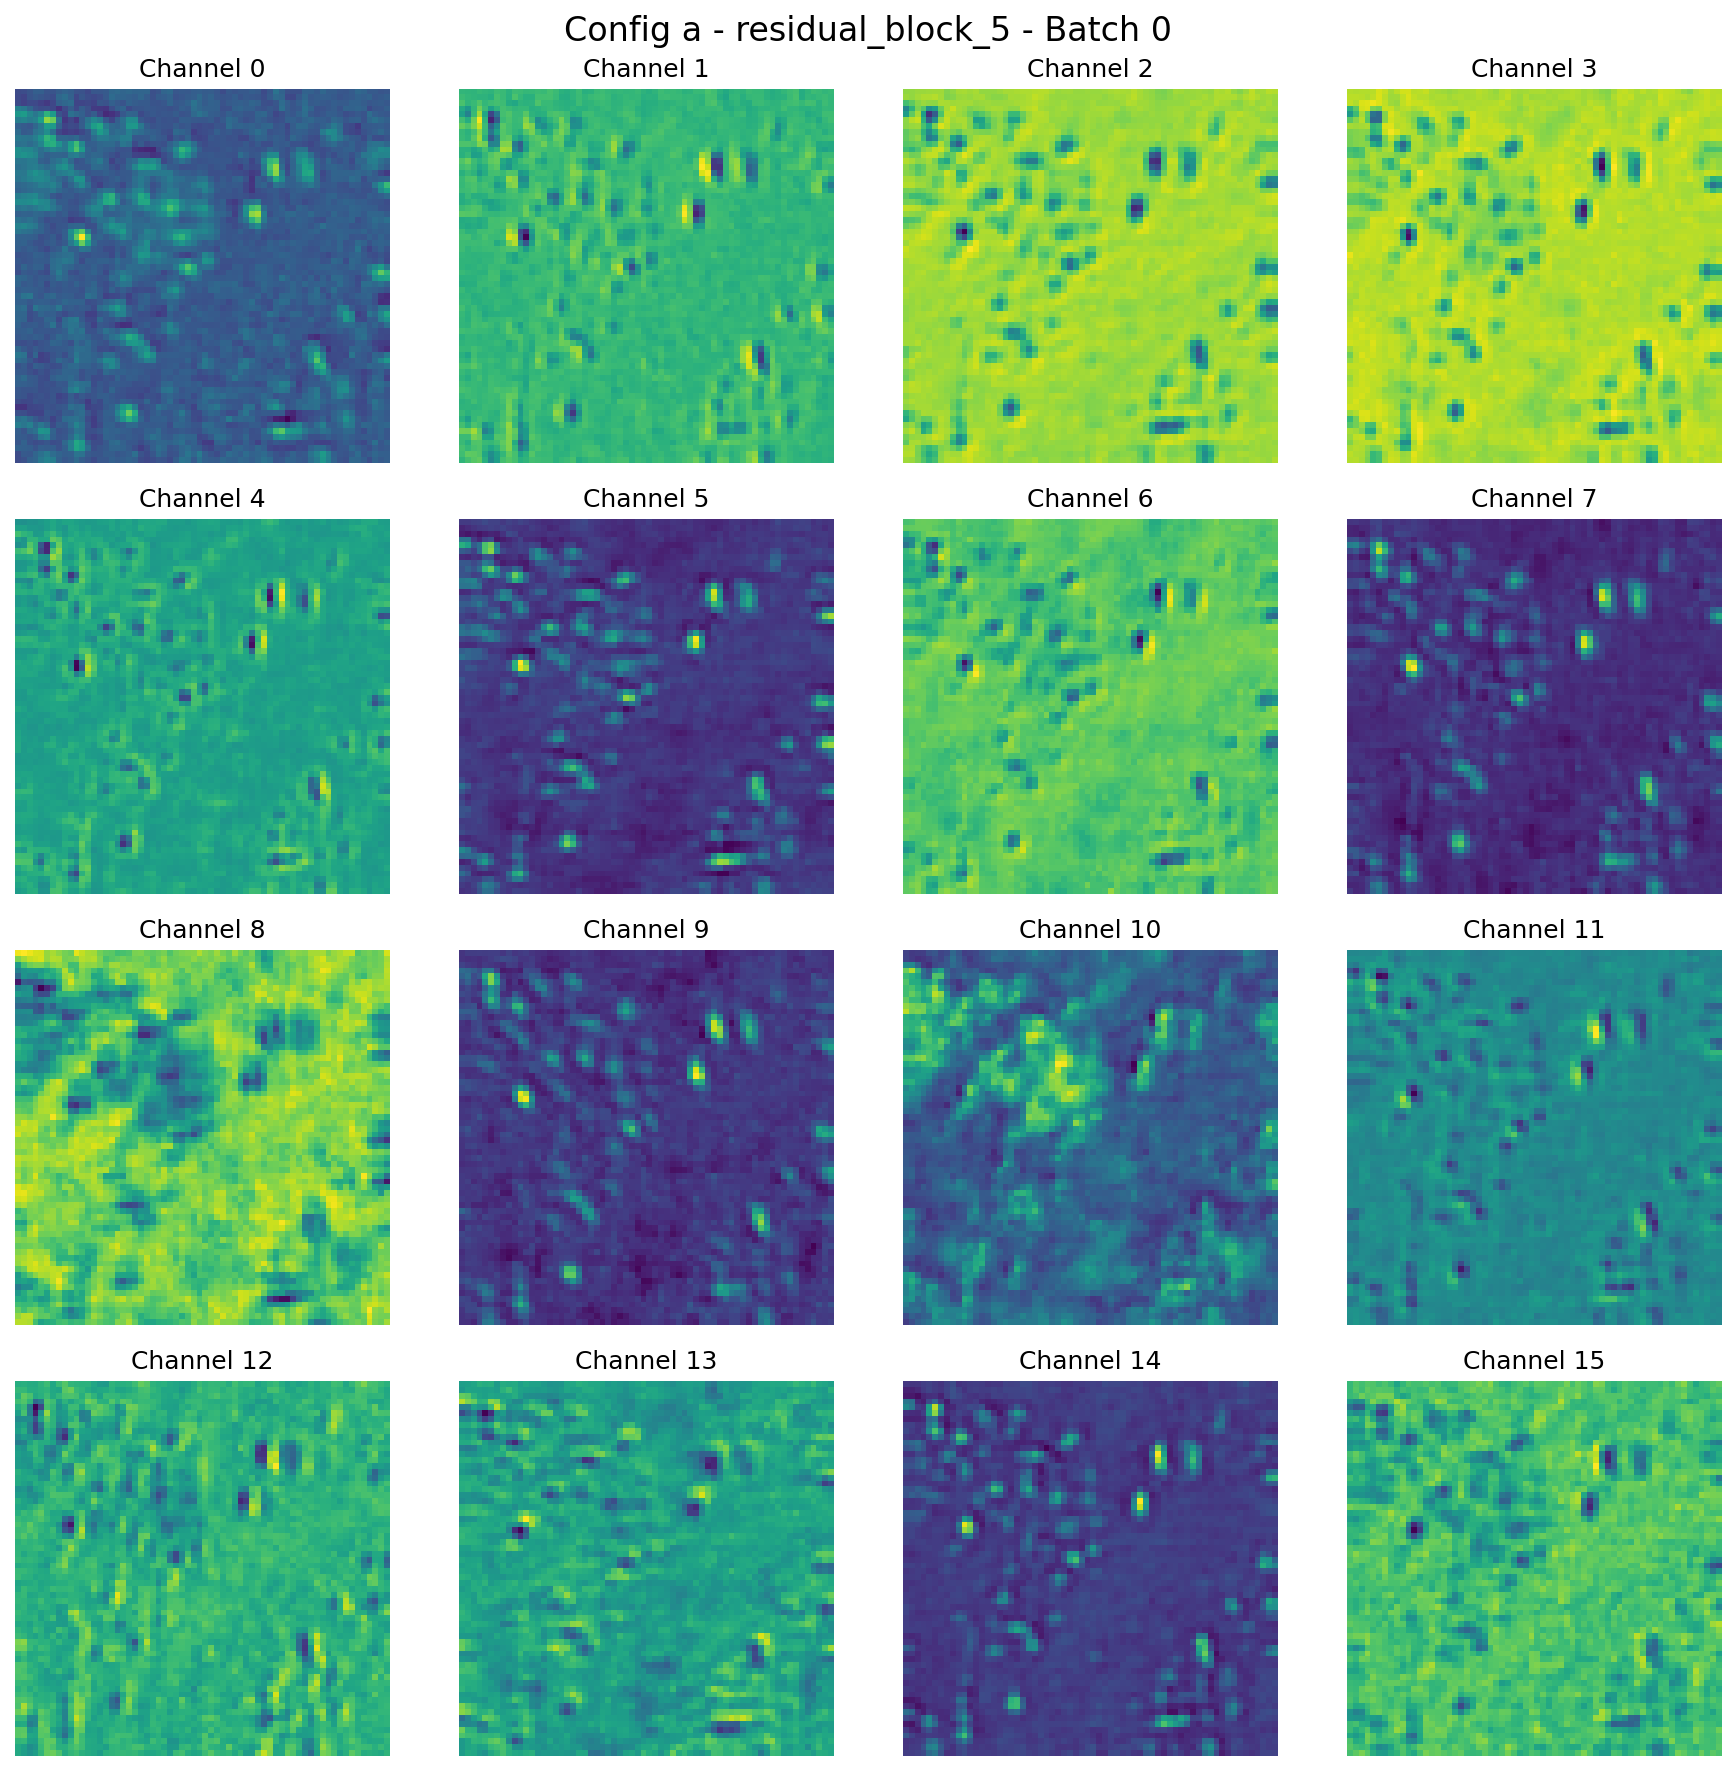 Config a - residual_block_5 - Batch 0
Channel 0
Channel 1
Channel 2
Channel 3
Channel 4
Channel 5
Channel 6
Channel 7
Channel 8
Channel 9
Channel 10
Channel 11
Channel 12
Channel 13
Channel 14
Channel 15